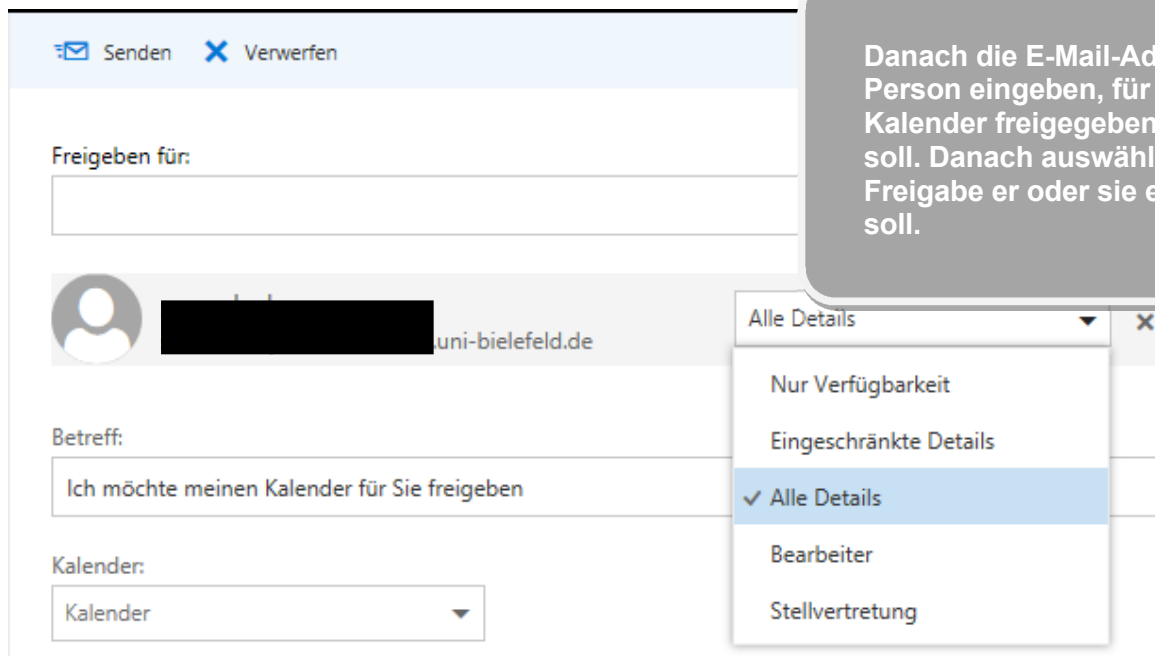 Senden Verwerfen
Danach die E-Mail-Ad
Person eingeben, für
Kalender freigegeben
soll. Danach auswähl
Freigabe er oder sie e
soll.
Freigeben für:
.uni-bielefeld.de
Alle Details
Nur Verfügbarkeit
Eingeschränkte Details
Alle Details
Bearbeiter
Stellvertretung
Betreff:
Ich möchte meinen Kalender für Sie freigeben
Kalender:
Kalender